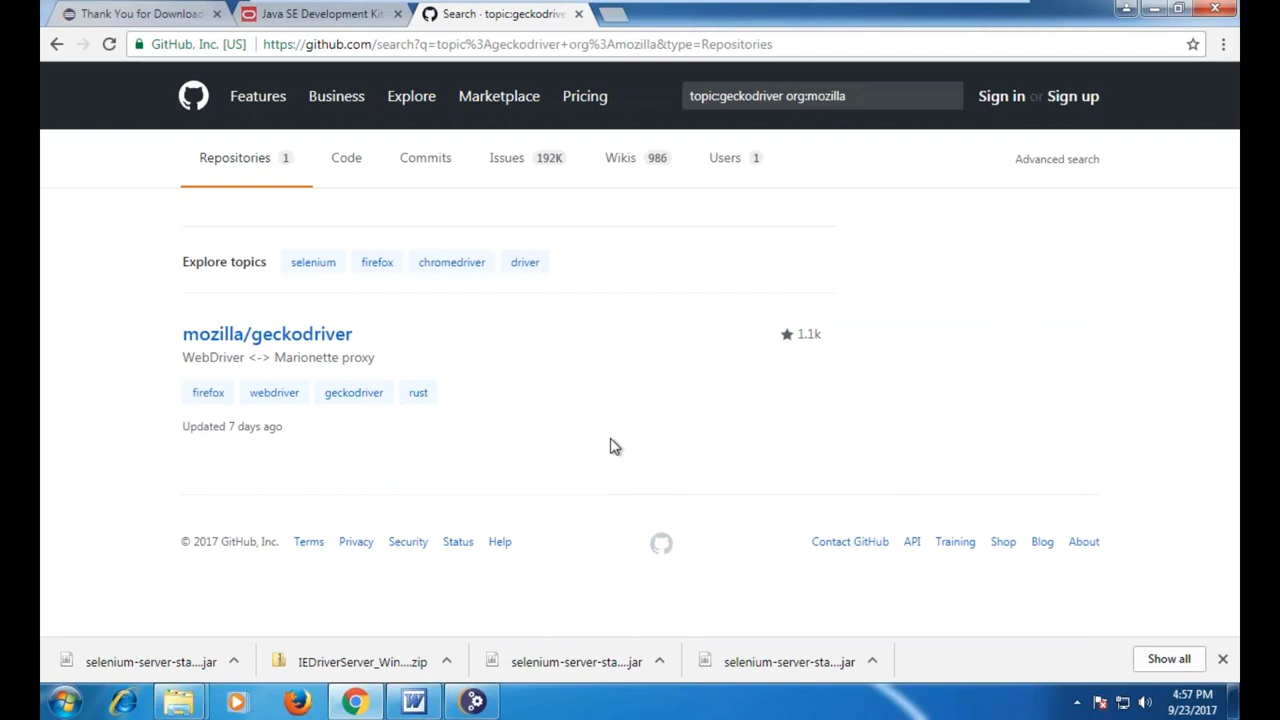 Thank You for Download
Java SE Development Kit
Search · topic:geckodrive
GitHub, Inc. [US]
https://github.com/search?q=topic%3Ageckodriver+org%3Amozilla&type=Repositories
Features
Business
Explore
Marketplace
Pricing
topic:geckodriver org:mozilla
Sign in or Sign up
Repositories 1
Code
Commits
Issues 192K
Wikis 986
Users 1
Advanced search
Explore topics
selenium
firefox
chromedriver
driver
mozilla/geckodriver
1.1k
WebDriver <-> Marionette proxy
firefox
webdriver
geckodriver
rust
Updated 7 days ago
© 2017 GitHub, Inc.
Terms
Privacy
Security
Status
Help
Contact GitHub
API
Training
Shop
Blog
About
selenium-server-sta....jar
IEDriverServer_Win....zip
selenium-server-sta....jar
selenium-server-sta....jar
Show all
4:57 PM
9/23/2017